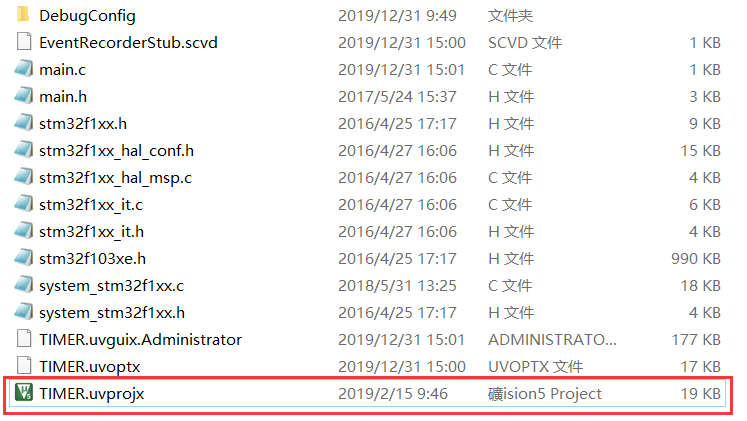 DebugConfig 2019/12/31 9:49 文件夹
EventRecorderStub.scvd 2019/12/31 15:00 SCVD 文件 1 KB
main.c 2019/12/31 15:01 C 文件 1 KB
main.h 2017/5/24 15:37 H 文件 3 KB
stm32f1xx.h 2016/4/25 17:17 H 文件 9 KB
stm32f1xx_hal_conf.h 2016/4/27 16:06 H 文件 15 KB
stm32f1xx_hal_msp.c 2016/4/27 16:06 C 文件 4 KB
stm32f1xx_it.c 2016/4/27 16:06 C 文件 6 KB
stm32f1xx_it.h 2016/4/27 16:06 H 文件 4 KB
stm32f103xe.h 2016/4/25 17:17 H 文件 990 KB
system_stm32f1xx.c 2018/5/31 13:25 C 文件 18 KB
system_stm32f1xx.h 2016/4/25 17:17 H 文件 4 KB
TIMER.uvguix.Administrator 2019/12/31 15:01 ADMINISTRATO... 177 KB
TIMER.uvoptx 2019/12/31 15:00 UVOPTX 文件 17 KB
TIMER.uvprojx 2019/2/15 9:46 礦ision5 Project 19 KB